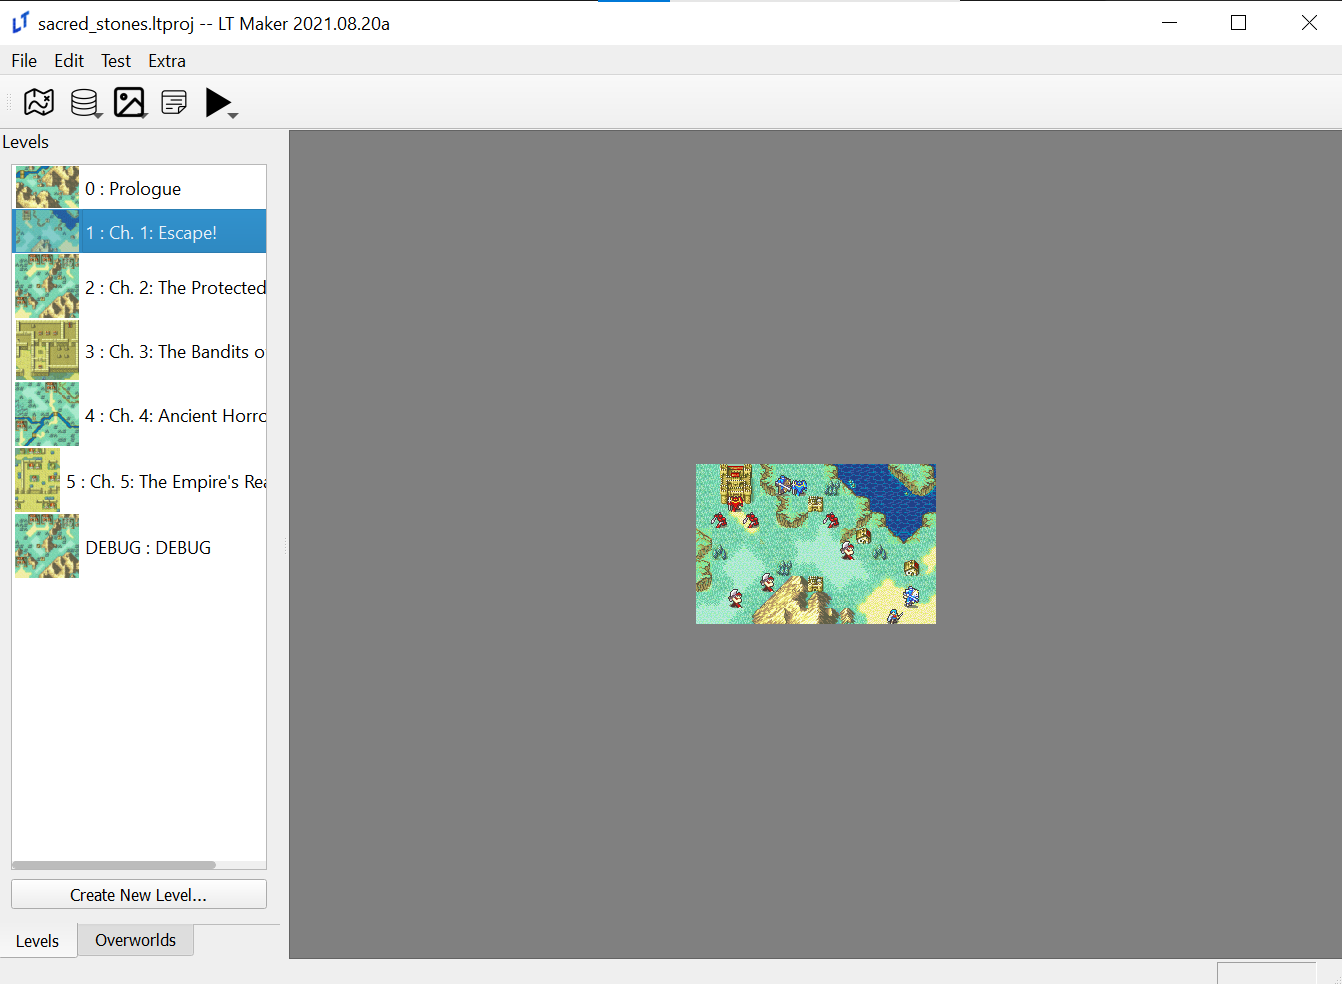 LT sacred_stones.ltproj -- LT Maker 2021.08.20a
File Edit Test Extra
Levels
0 : Prologue
1 : Ch. 1: Escape!
2 : Ch. 2: The Protected
3 : Ch. 3: The Bandits o
4 : Ch. 4: Ancient Horro
5 : Ch. 5: The Empire's Rea
DEBUG : DEBUG
Create New Level...
Levels Overworlds